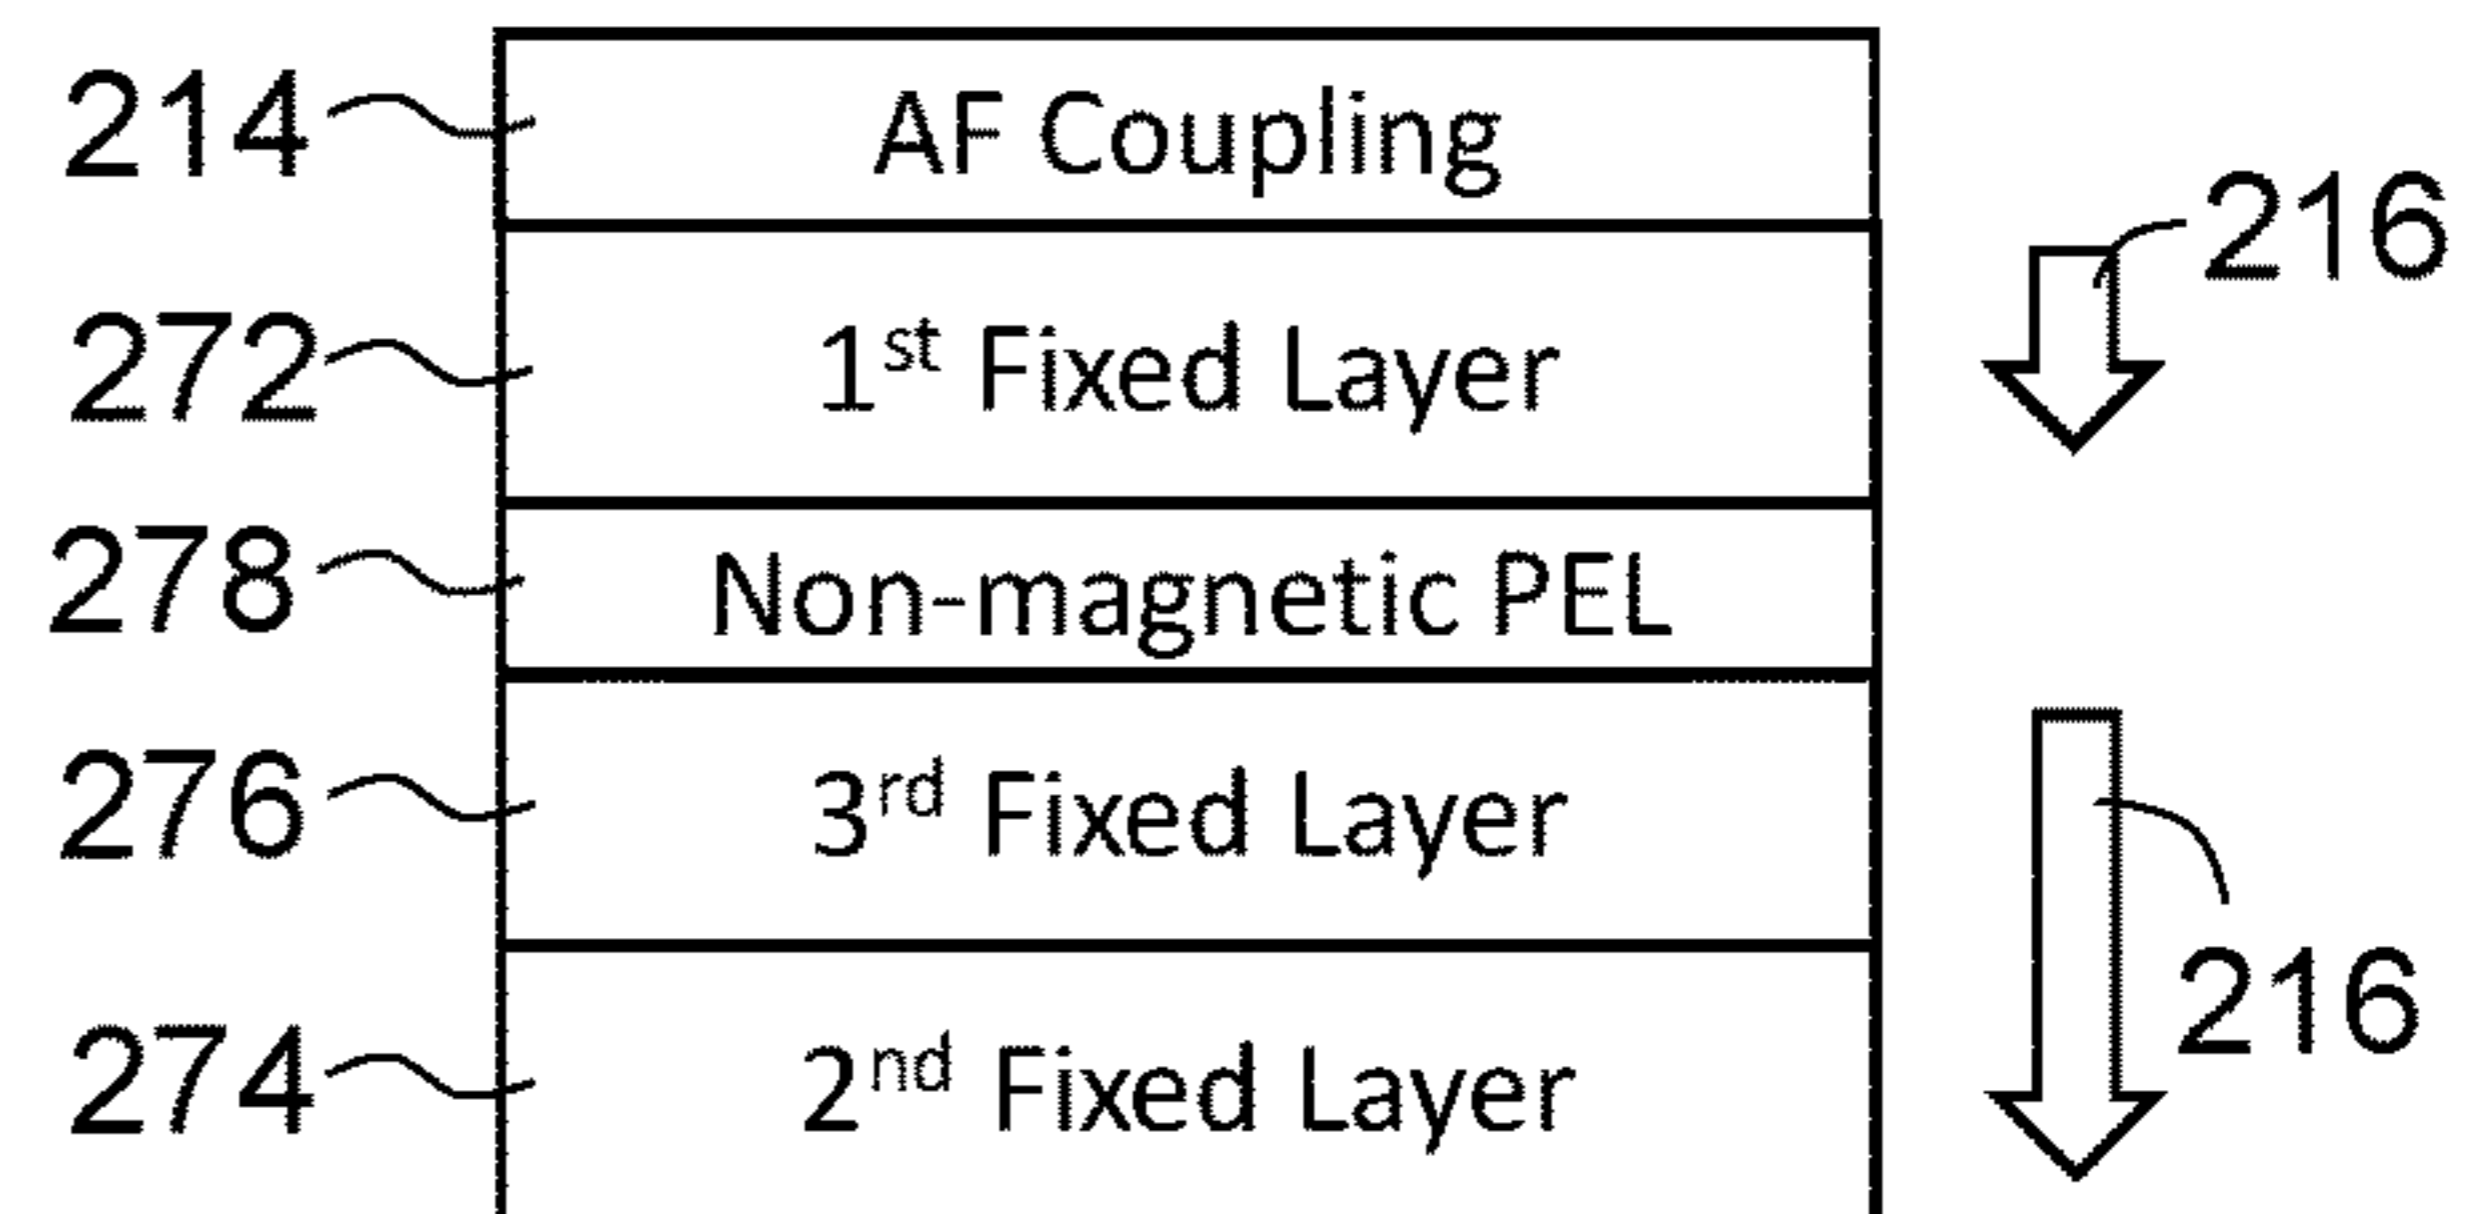 214 AF Coupling
216
272 1st Fixed Layer
278 Non-magnetic PEL
276 3rd Fixed Layer
216
274 2nd Fixed Layer